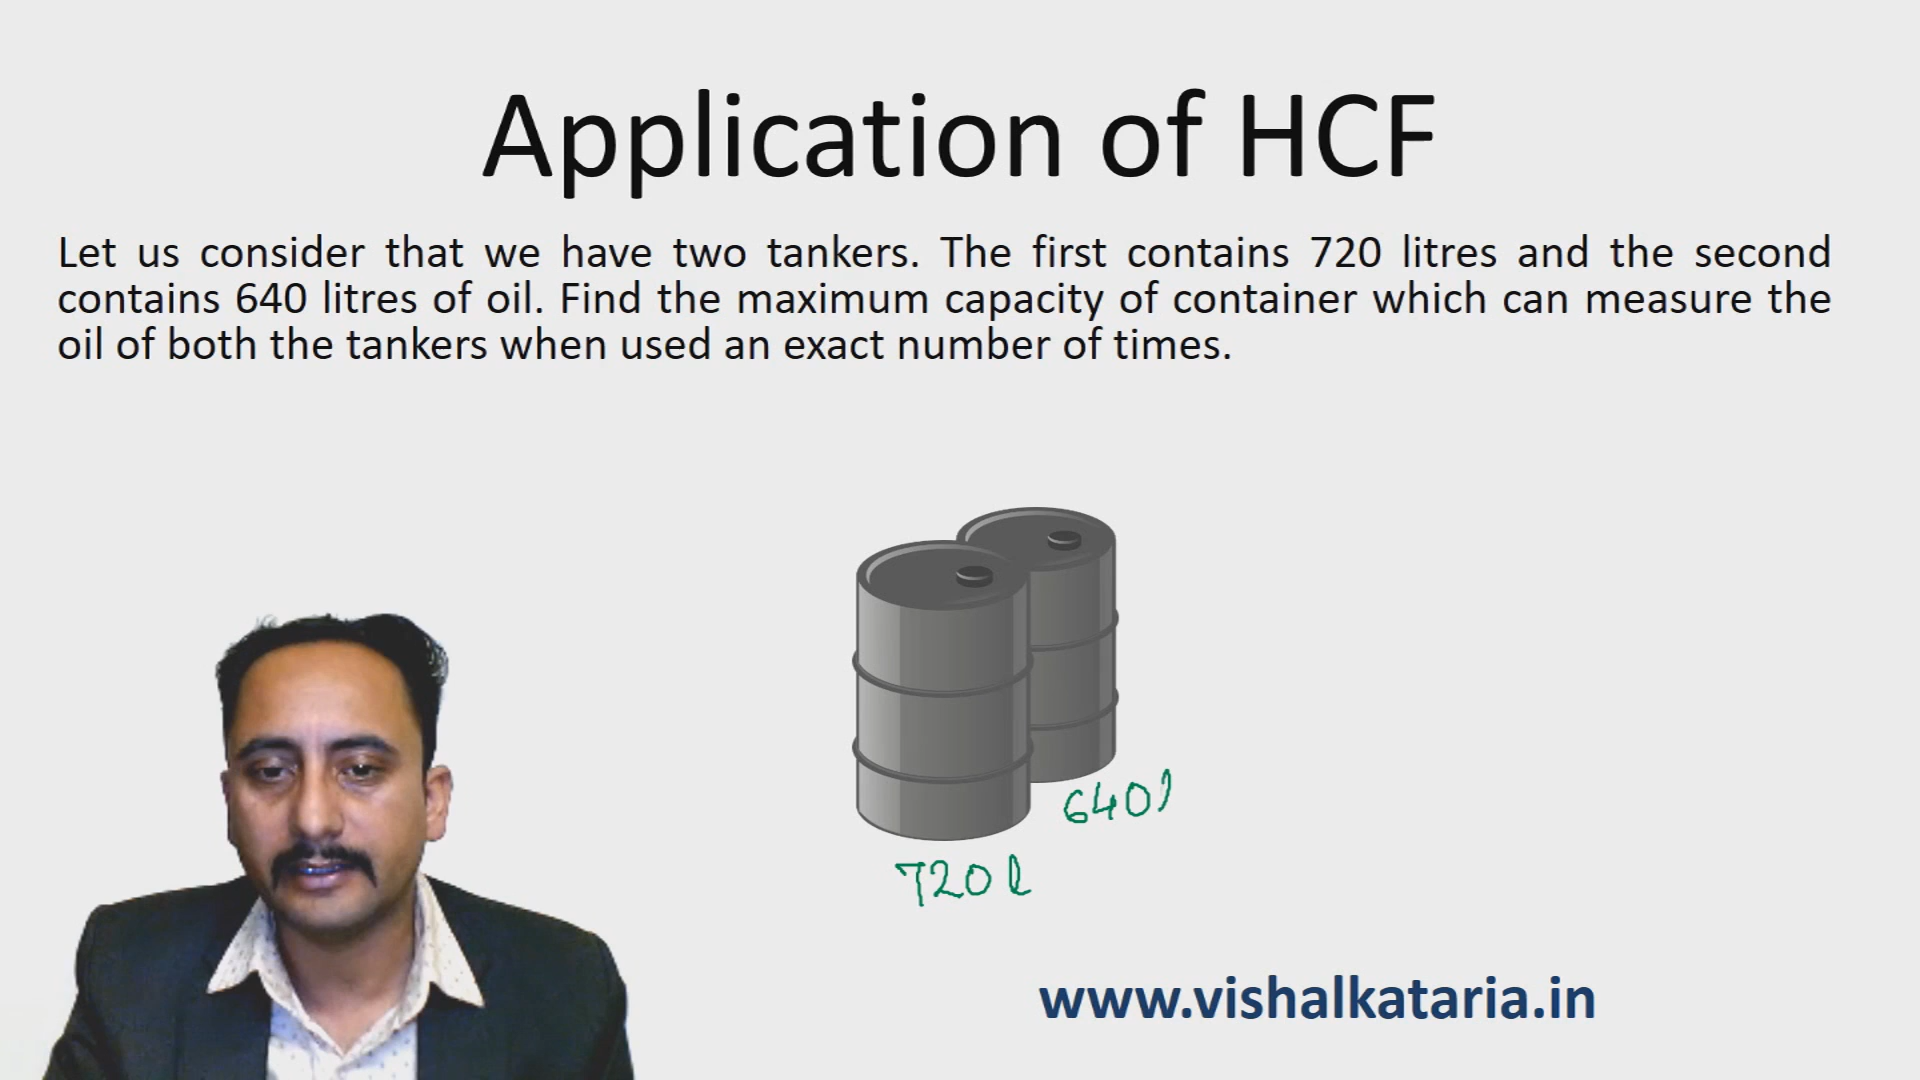 Application of HCF
Let us consider that we have two tankers. The first contains 720 litres and the second
contains 640 litres of oil. Find the maximum capacity of container which can measure the
oil of both the tankers when used an exact number of times.
640l
720 l
www.vishalkataria.in